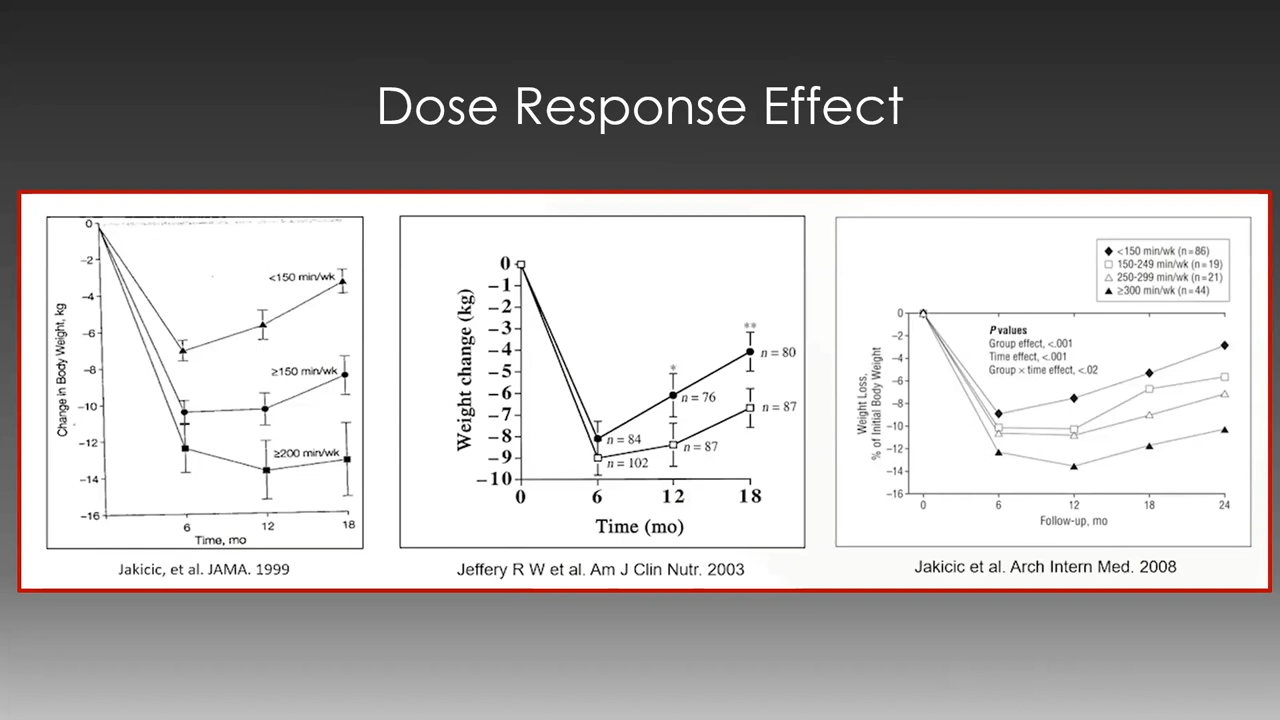 Dose Response Effect
0
−2
−4
−6
−8
−10
−12
−14
−16
Change in Body Weight, kg
<150 min/wk
≥150 min/wk
≥200 min/wk
6
12
18
Time, mo
Jakicic, et al. JAMA. 1999
0
−1
−2
−3
−4
−5
−6
−7
−8
−9
−10
Weight change (kg)
*
**
n = 80
n = 76
n = 87
n = 84
n = 87
n = 102
0 6 12 18
Time (mo)
Jeffery R W et al. Am J Clin Nutr. 2003
<150 min/wk (n=86)
150-249 min/wk (n=19)
250-299 min/wk (n=21)
≥300 min/wk (n=44)
P values
Group effect, <.001
Time effect, <.001
Group × time effect, <.02
0
−2
−4
−6
−8
−10
−12
−14
−16
Weight Loss,
% of Initial Body Weight
0 6 12 18 24
Follow-up, mo
Jakicic et al. Arch Intern Med. 2008